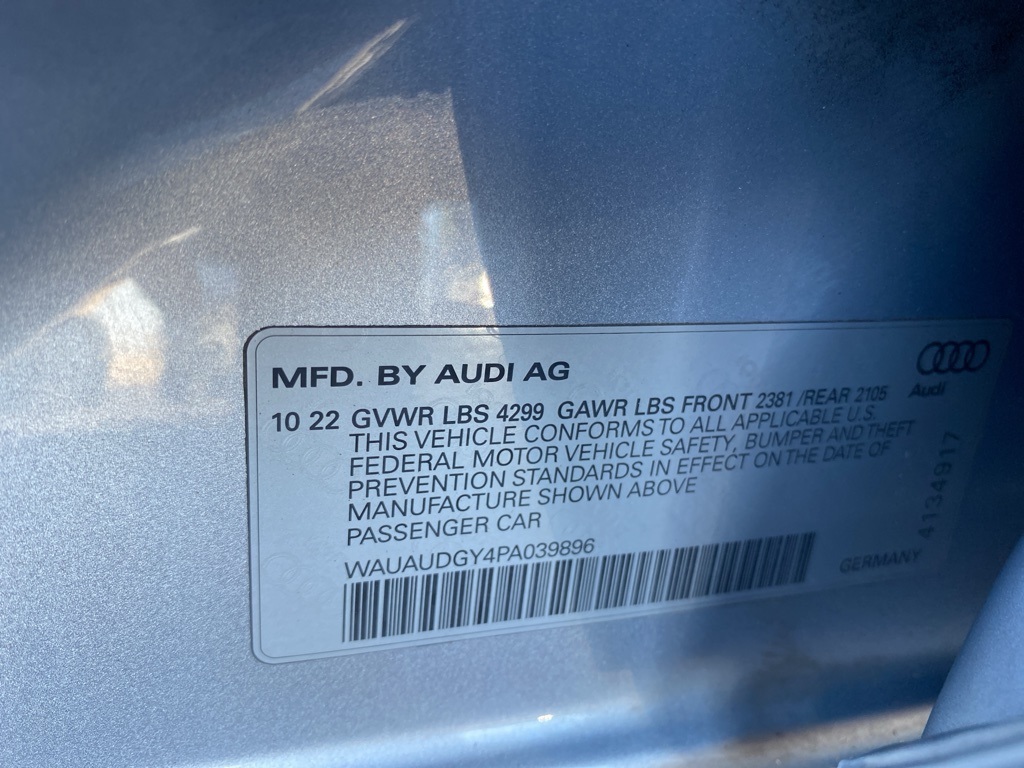 MFD. BY AUDI AG
Audi
10 22 GVWR LBS 4299 GAWR LBS FRONT 2381 /REAR 2105
THIS VEHICLE CONFORMS TO ALL APPLICABLE U.S.
FEDERAL MOTOR VEHICLE SAFETY, BUMPER AND THEFT
PREVENTION STANDARDS IN EFFECT ON THE DATE OF
MANUFACTURE SHOWN ABOVE
PASSENGER CAR
WAUAUDGY4PA039896
GERMANY
4134917